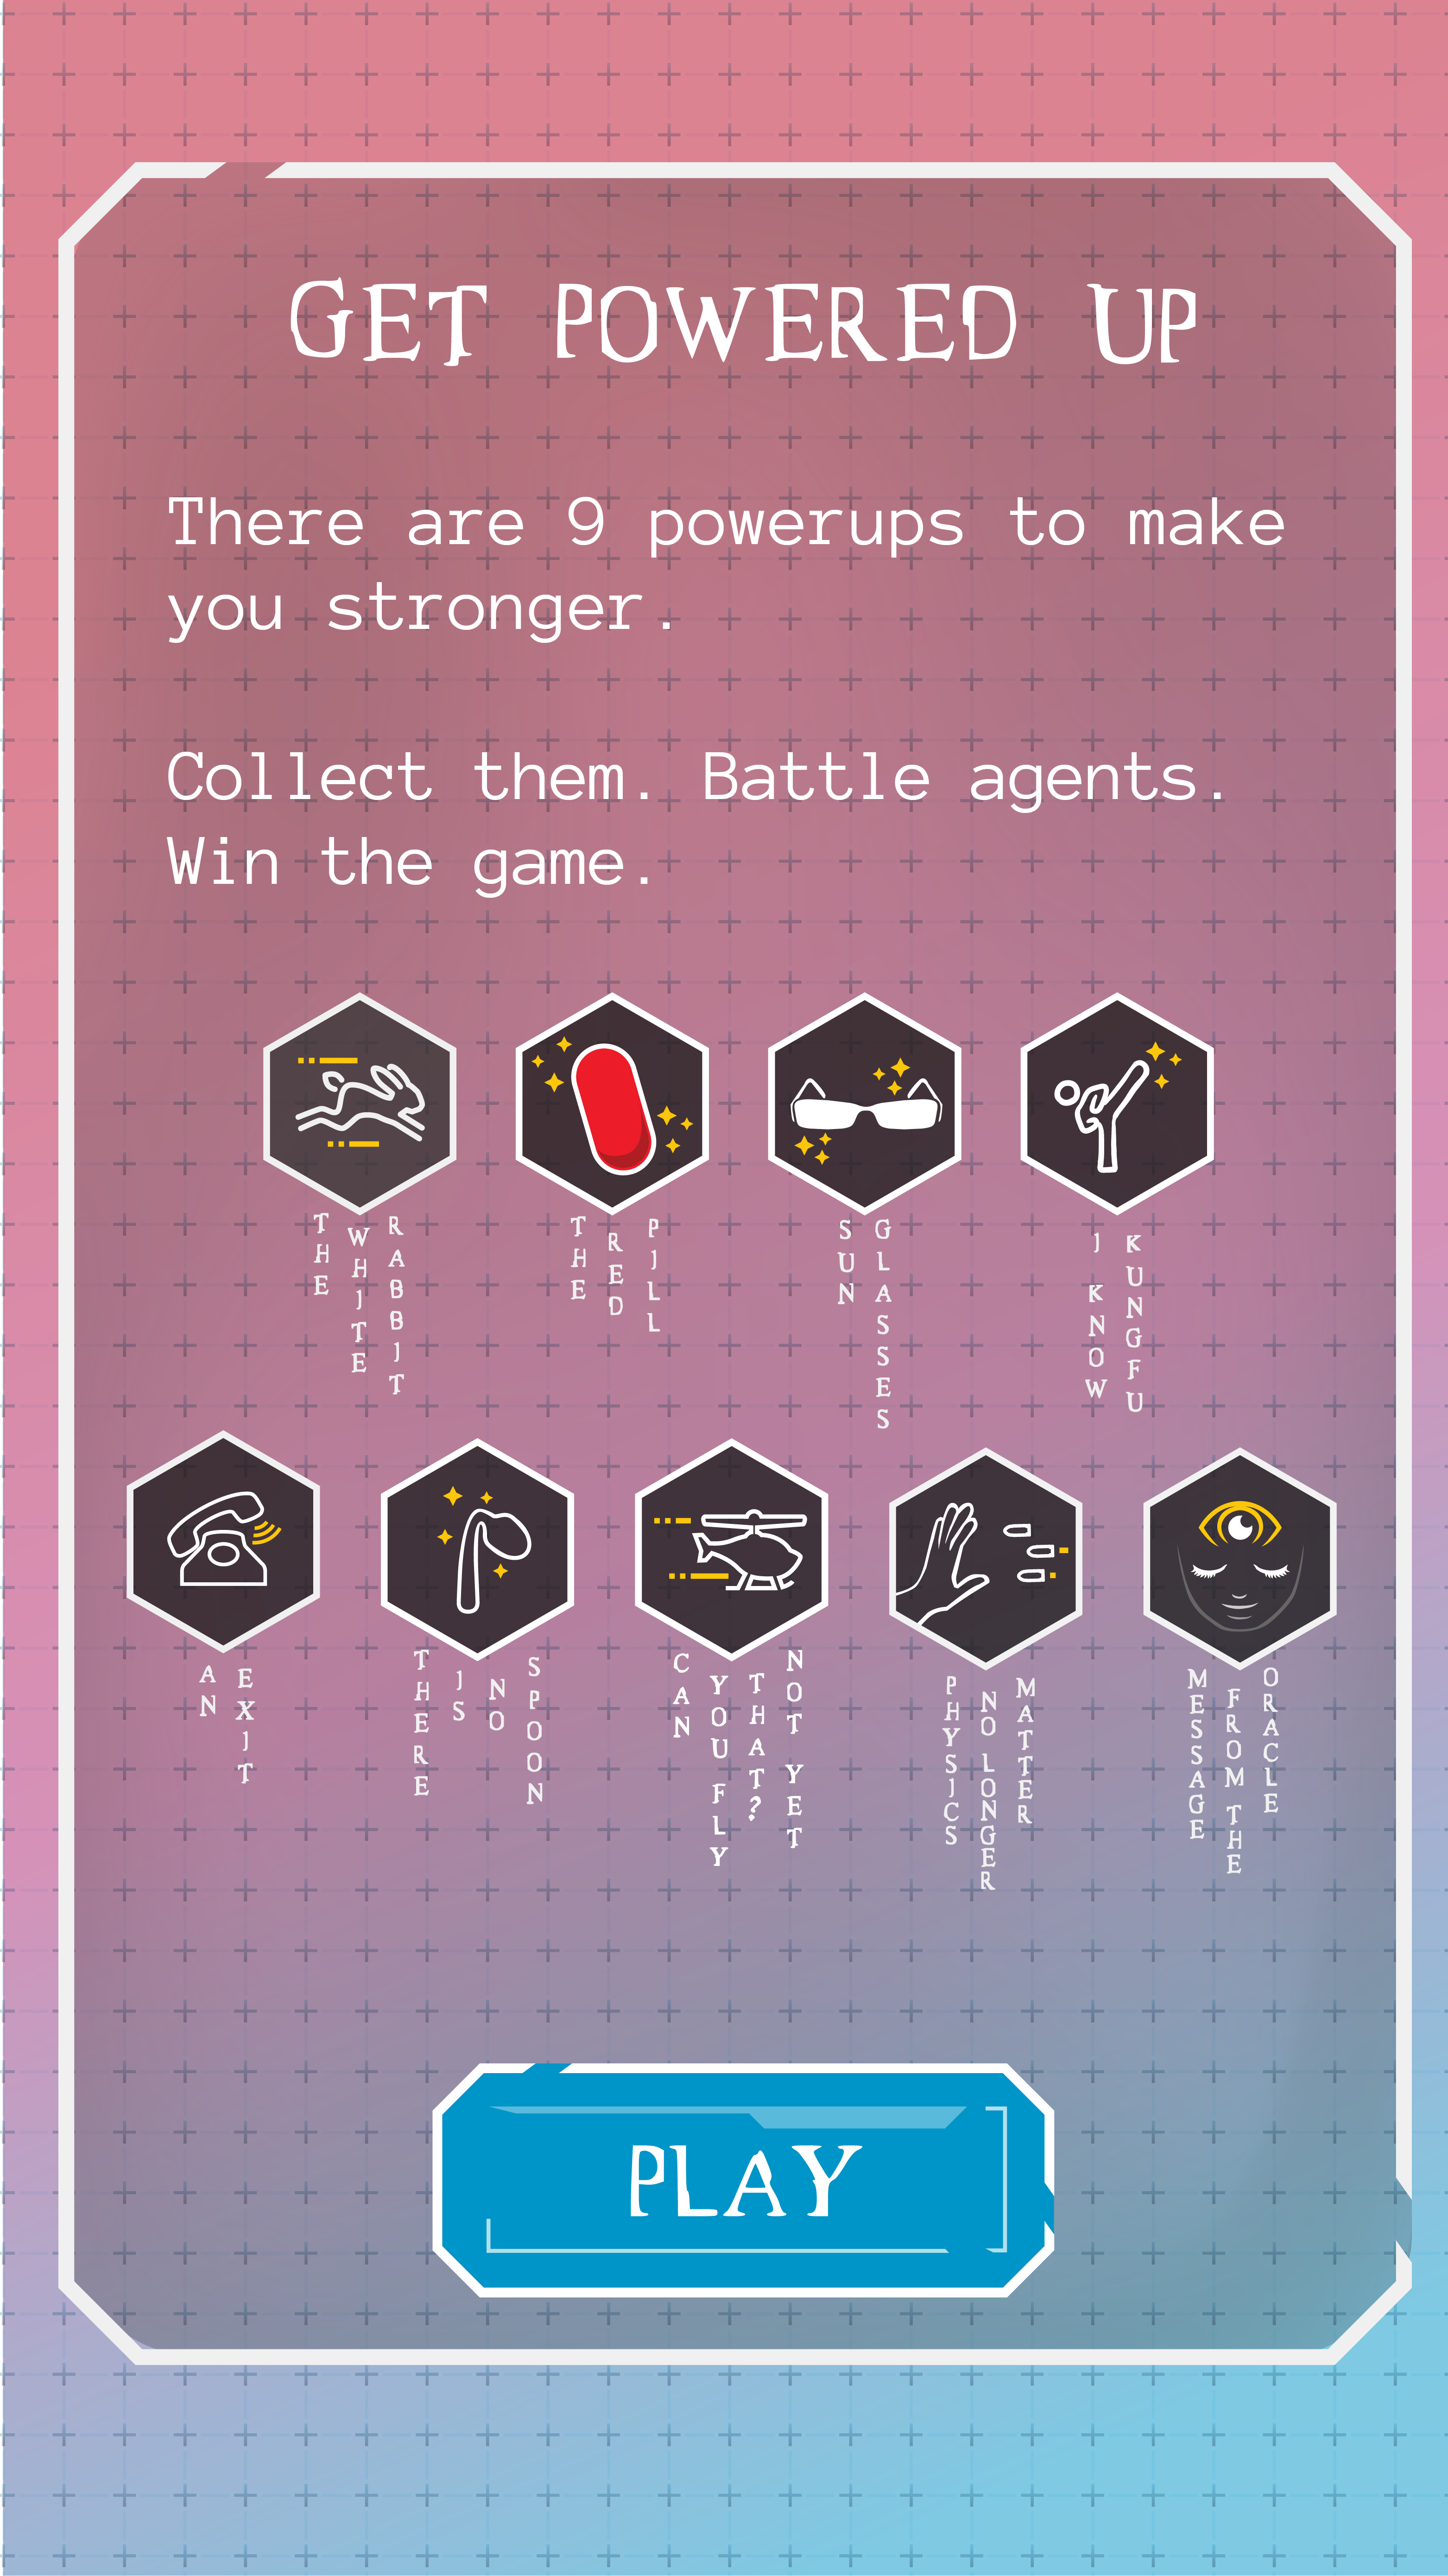 GET POWERED UP
There are 9 powerups to make
you stronger.
Collect them. Battle agents.
Win the game.
THE WHITE RABBIT
THE RED PILL
SUN GLASSES
I KNOW KUNGFU
AN EXIT
THERE IS NO SPOON
CAN YOU FLY THAT? NOT YET
PHYSICS NO LONGER MATTER
MESSAGE FROM THE ORACLE
PLAY